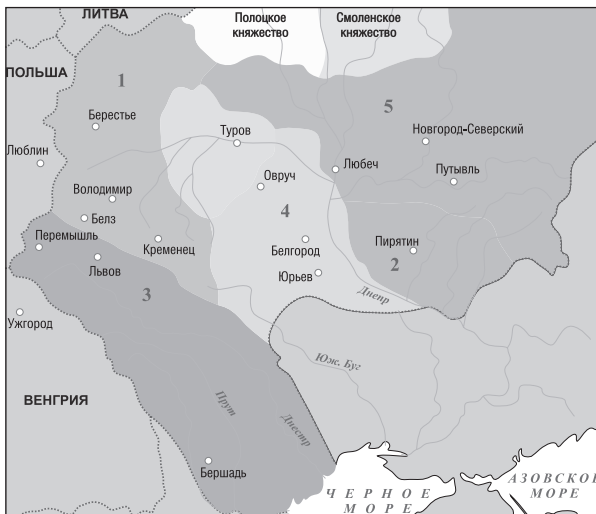 ЛИТВА
Полоцкое
княжество
Смоленское
княжество
ПОЛЬША
1
5
Берестье
Туров
Новгород-Северский
Люблин
Любеч
Путывль
Овруч
Володимир
4
Белз
Перемышль
Кременец
Белгород
Пирятин
2
Львов
Юрьев
3
Днепр
Ужгород
Юж. Буг
ВЕНГРИЯ
Прут
Днестр
Бершадь
ЧЕРНОЕ
МОРЕ
АЗОВСКОЕ
МОРЕ